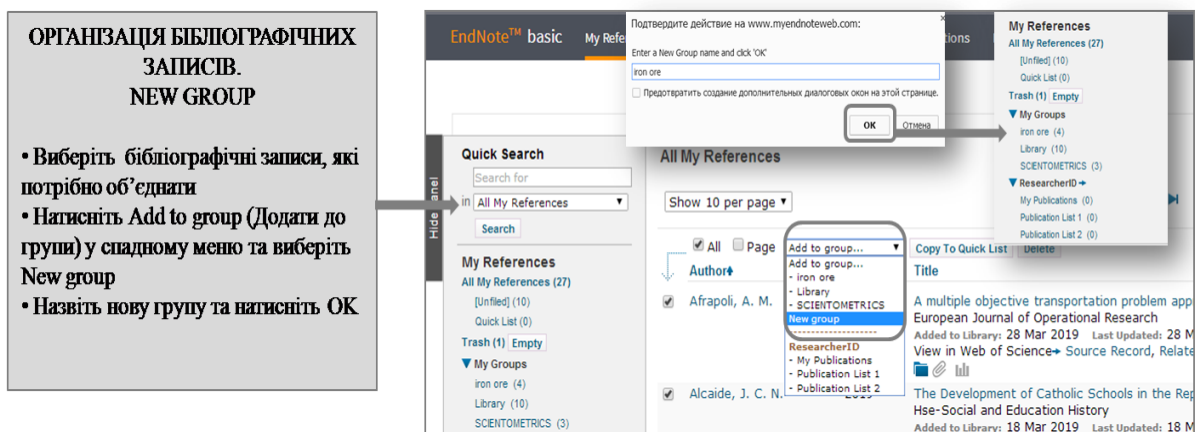 ОРГАНІЗАЦІЯ БІБЛІОГРАФІЧНИХ
ЗАПИСІВ.
NEW GROUP
• Виберіть бібліографічні записи, які
потрібно об’єднати
• Натисніть Add to group (Додати до
групи) у спадному меню та виберіть
New group
• Назвіть нову групу та натисніть OK
EndNote™ basic My Refe
Подтвердите действие на www.myendnoteweb.com:
Enter a New Group name and click 'OK'
iron ore
Предотвратить создание дополнительных диалоговых окон на этой странице.
OK Отмена
tions
My References
All My References (27)
[Unfiled] (10)
Quick List (0)
Trash (1) Empty
▼ My Groups
iron ore (4)
Library (10)
SCIENTOMETRICS (3)
▼ ResearcherID
My Publications (0)
Publication List 1 (0)
Publication List 2 (0)
Hide Panel
Quick Search
Search for
in All My References
Search
My References
All My References (27)
[Unfiled] (10)
Quick List (0)
Trash (1) Empty
▼ My Groups
iron ore (4)
Library (10)
SCIENTOMETRICS (3)
All My References
Show 10 per page
All Page Add to group... Copy To Quick List Delete
Add to group...
- iron ore
- Library
- SCIENTOMETRICS
New group
--------------------
ResearcherID
- My Publications
- Publication List 1
- Publication List 2
Author Title
Afrapoli, A. M.
A multiple objective transportation problem app
European Journal of Operational Research
Added to Library: 28 Mar 2019 Last Updated: 28 M
View in Web of Science Source Record, Relate
Alcaide, J. C. N. 2019 The Development of Catholic Schools in the Rep
Hse-Social and Education History
Added to Library: 18 Mar 2019 Last Updated: 18 M